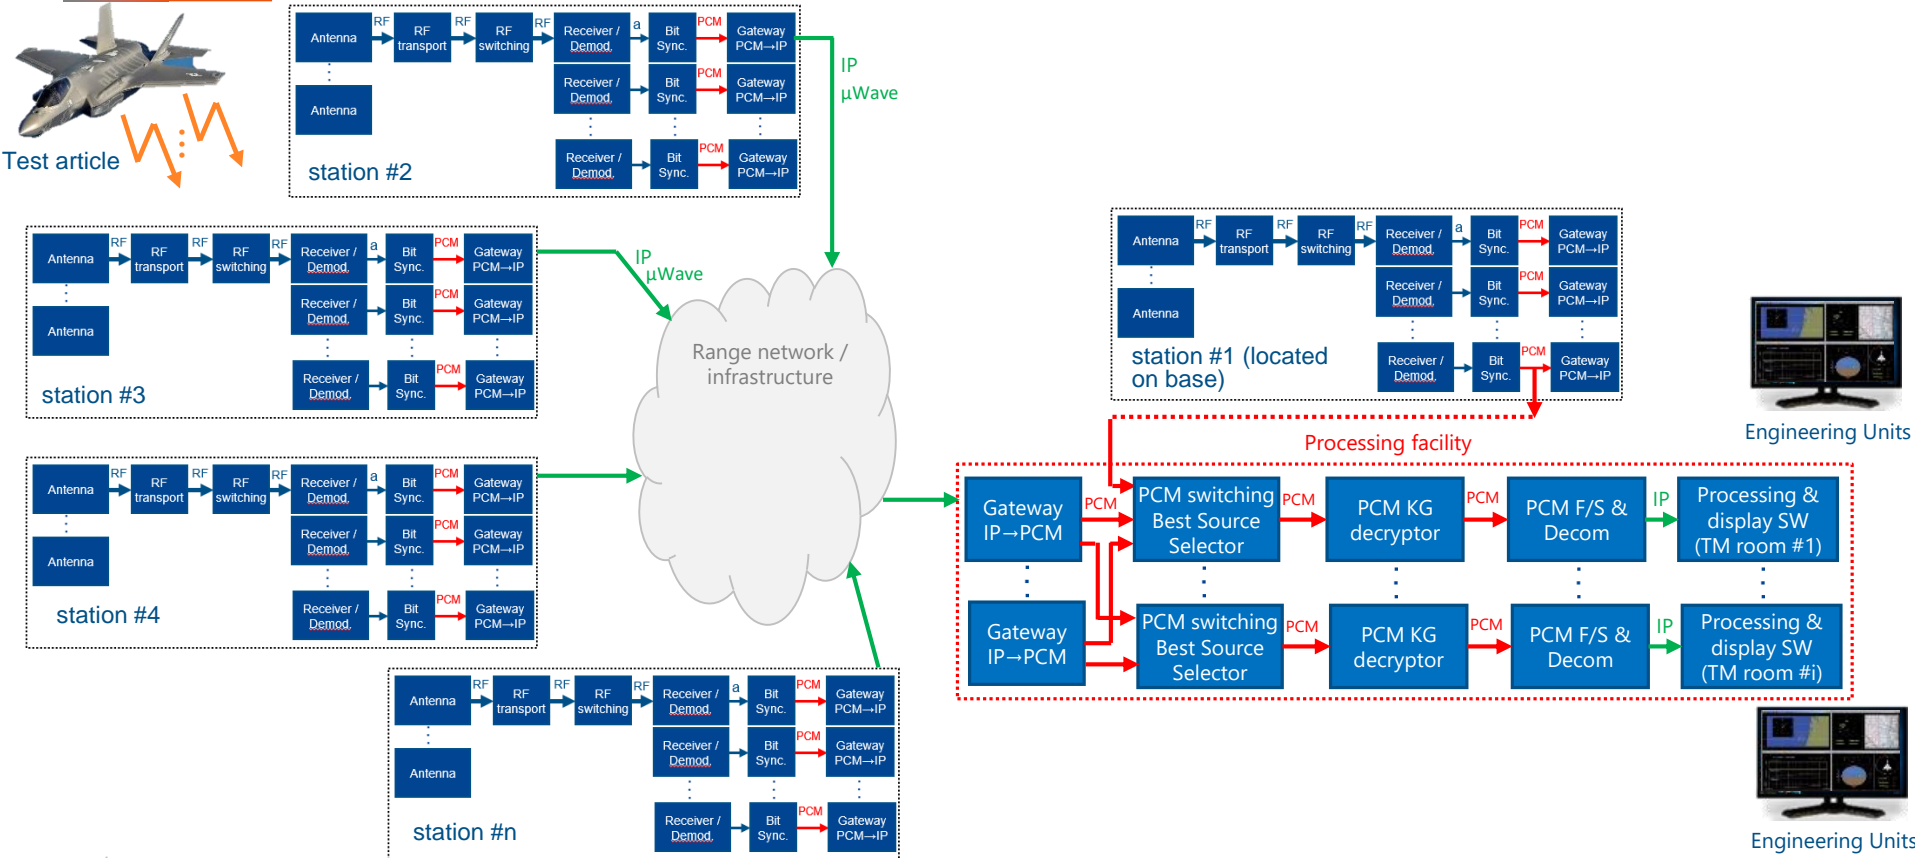 Test article
Antenna
RF
RF
transport
RF
RF
switching
RF
Receiver /
Demod.
a
Bit
Sync.
PCM
Gateway
PCM→IP
Receiver /
Demod.
Bit
Sync.
PCM
Gateway
PCM→IP
Antenna
Receiver /
Demod.
Bit
Sync.
PCM
Gateway
PCM→IP
station #2
IP
µWave
Antenna
RF
RF
transport
RF
RF
switching
RF
Receiver /
Demod.
a
Bit
Sync.
PCM
Gateway
PCM→IP
Receiver /
Demod.
Bit
Sync.
PCM
Gateway
PCM→IP
Antenna
Receiver /
Demod.
Bit
Sync.
PCM
Gateway
PCM→IP
station #3
IP
µWave
Antenna
RF
RF
transport
RF
RF
switching
RF
Receiver /
Demod.
a
Bit
Sync.
PCM
Gateway
PCM→IP
Receiver /
Demod.
Bit
Sync.
PCM
Gateway
PCM→IP
Antenna
Receiver /
Demod.
Bit
Sync.
PCM
Gateway
PCM→IP
station #4
Antenna
RF
RF
transport
RF
RF
switching
RF
Receiver /
Demod.
a
Bit
Sync.
PCM
Gateway
PCM→IP
Receiver /
Demod.
Bit
Sync.
PCM
Gateway
PCM→IP
Antenna
Receiver /
Demod.
Bit
Sync.
PCM
Gateway
PCM→IP
station #n
Range network /
infrastructure
Antenna
RF
RF
transport
RF
RF
switching
RF
Receiver /
Demod.
a
Bit
Sync.
PCM
Gateway
PCM→IP
Receiver /
Demod.
Bit
Sync.
PCM
Gateway
PCM→IP
Antenna
Receiver /
Demod.
Bit
Sync.
PCM
Gateway
PCM→IP
station #1 (located
on base)
Engineering Units
Processing facility
Gateway
IP→PCM
PCM
PCM switching
Best Source
Selector
PCM
PCM KG
decryptor
PCM
PCM F/S &
Decom
IP
Processing &
display SW
(TM room #1)
Gateway
IP→PCM
PCM switching
Best Source
Selector
PCM
PCM KG
decryptor
PCM
PCM F/S &
Decom
IP
Processing &
display SW
(TM room #i)
Engineering Units